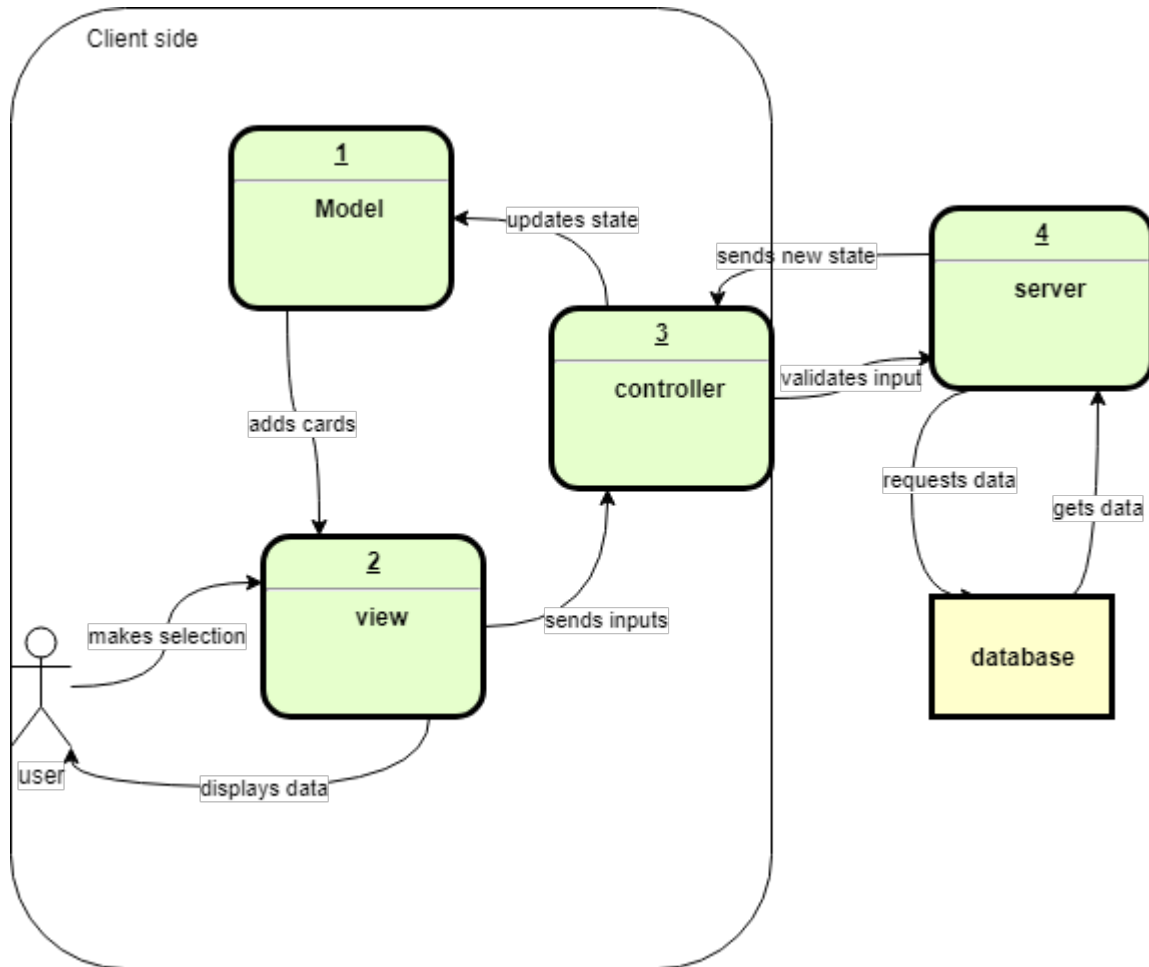 Client side
1
Model
updates state
sends new state
4
server
3
controller
validates input
adds cards
requests data
gets data
2
view
makes selection
sends inputs
database
user
displays data